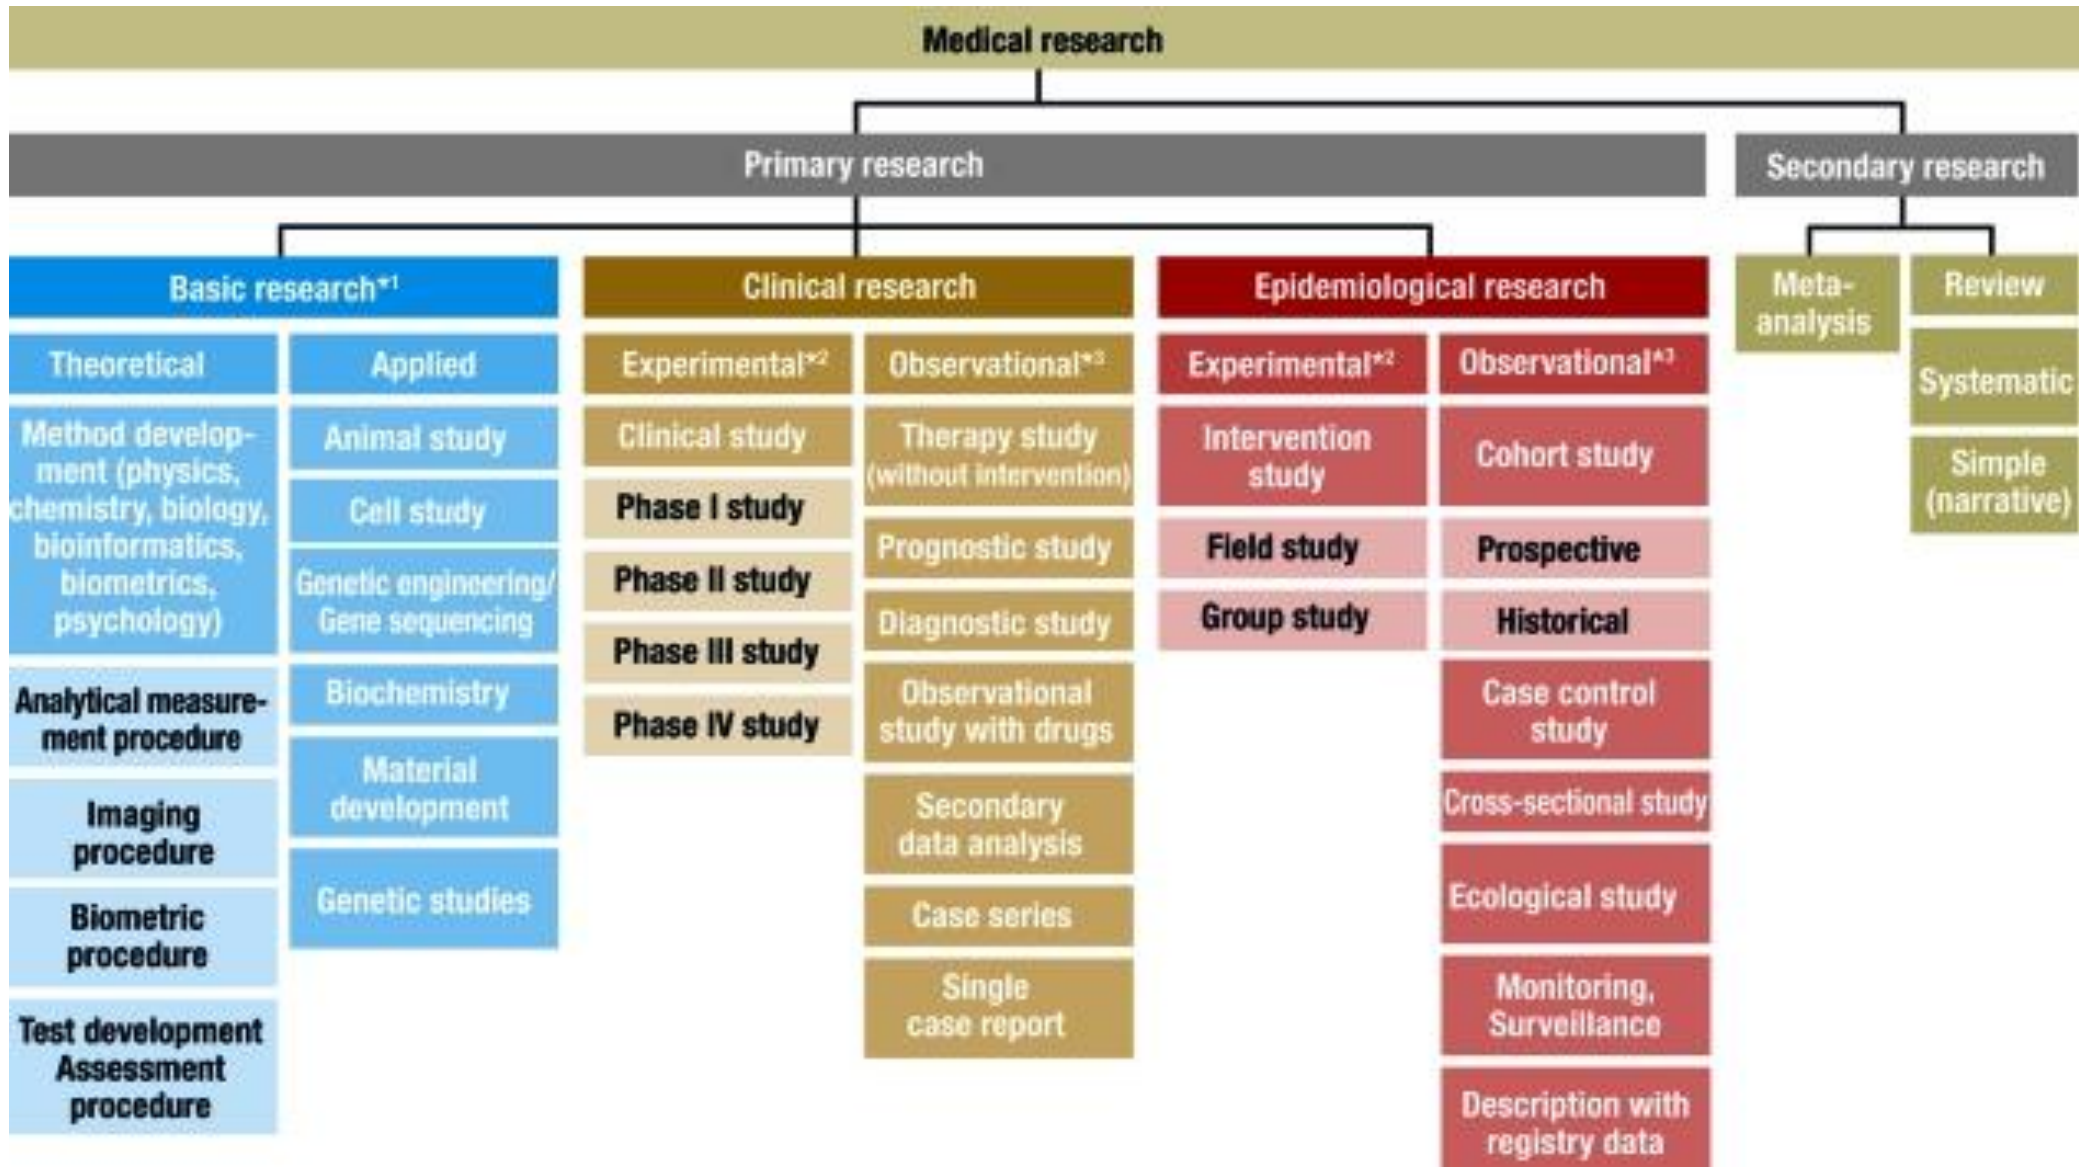 Medical research
Primary research
Secondary research
Basic research*1
Theoretical
Method develop-
ment (physics,
chemistry, biology,
bioinformatics,
biometrics,
psychology)
Analytical measure-
ment procedure
Imaging
procedure
Biometric
procedure
Test development
Assessment
procedure
Applied
Animal study
Cell study
Genetic engineering/
Gene sequencing
Biochemistry
Material
development
Genetic studies
Clinical research
Experimental*2
Clinical study
Phase I study
Phase II study
Phase III study
Phase IV study
Observational*3
Therapy study
(without intervention)
Prognostic study
Diagnostic study
Observational
study with drugs
Secondary
data analysis
Case series
Single
case report
Epidemiological research
Experimental*2
Intervention
study
Field study
Group study
Observational*3
Cohort study
Prospective
Historical
Case control
study
Cross-sectional study
Ecological study
Monitoring,
Surveillance
Description with
registry data
Meta-
analysis
Review
Systematic
Simple
(narrative)